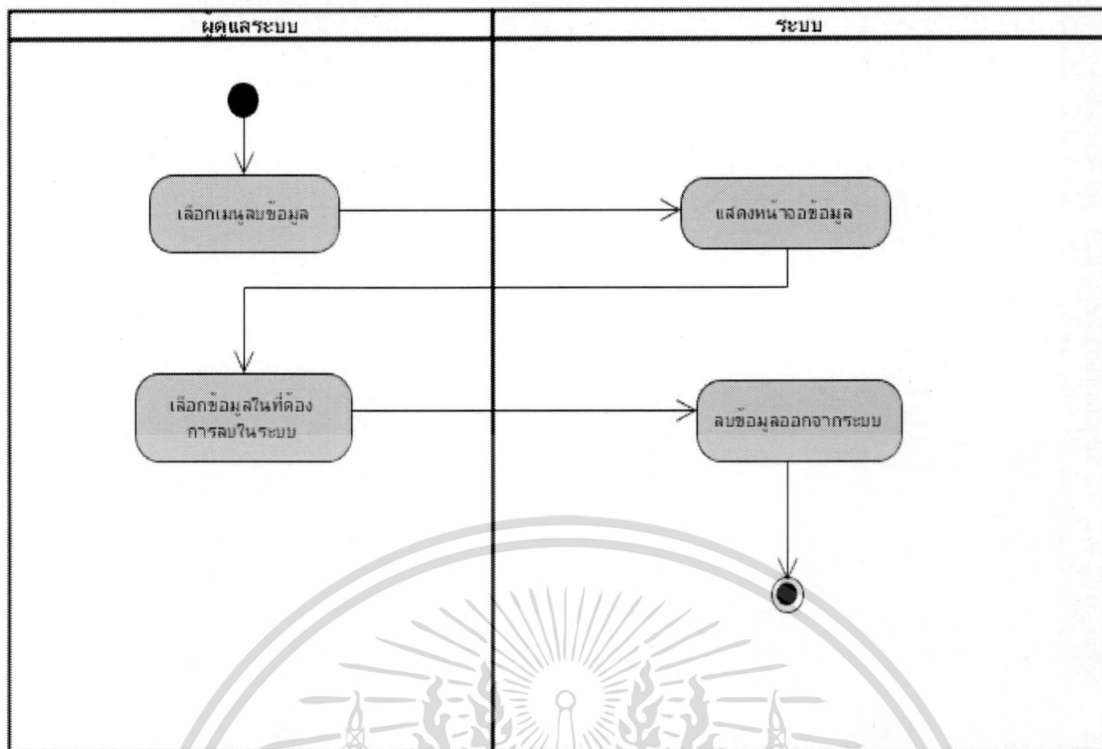 ผู้ดูแลระบบ
ระบบ
เลือกเมนูลบข้อมูล
แสดงหน้าจอข้อมูล
เลือกข้อมูลในที่ต้อง
การลบในระบบ
ลบข้อมูลออกจากระบบ